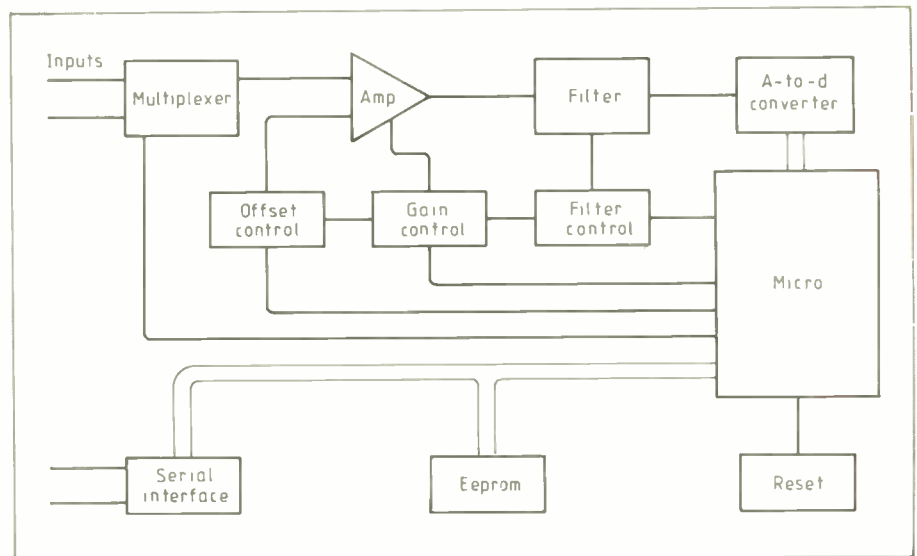 Inputs
Multiplexer
Amp
Filter
A-to-d
converter
Offset
control
Gain
control
Filter
control
Micro
Serial
interface
Eeprom
Reset